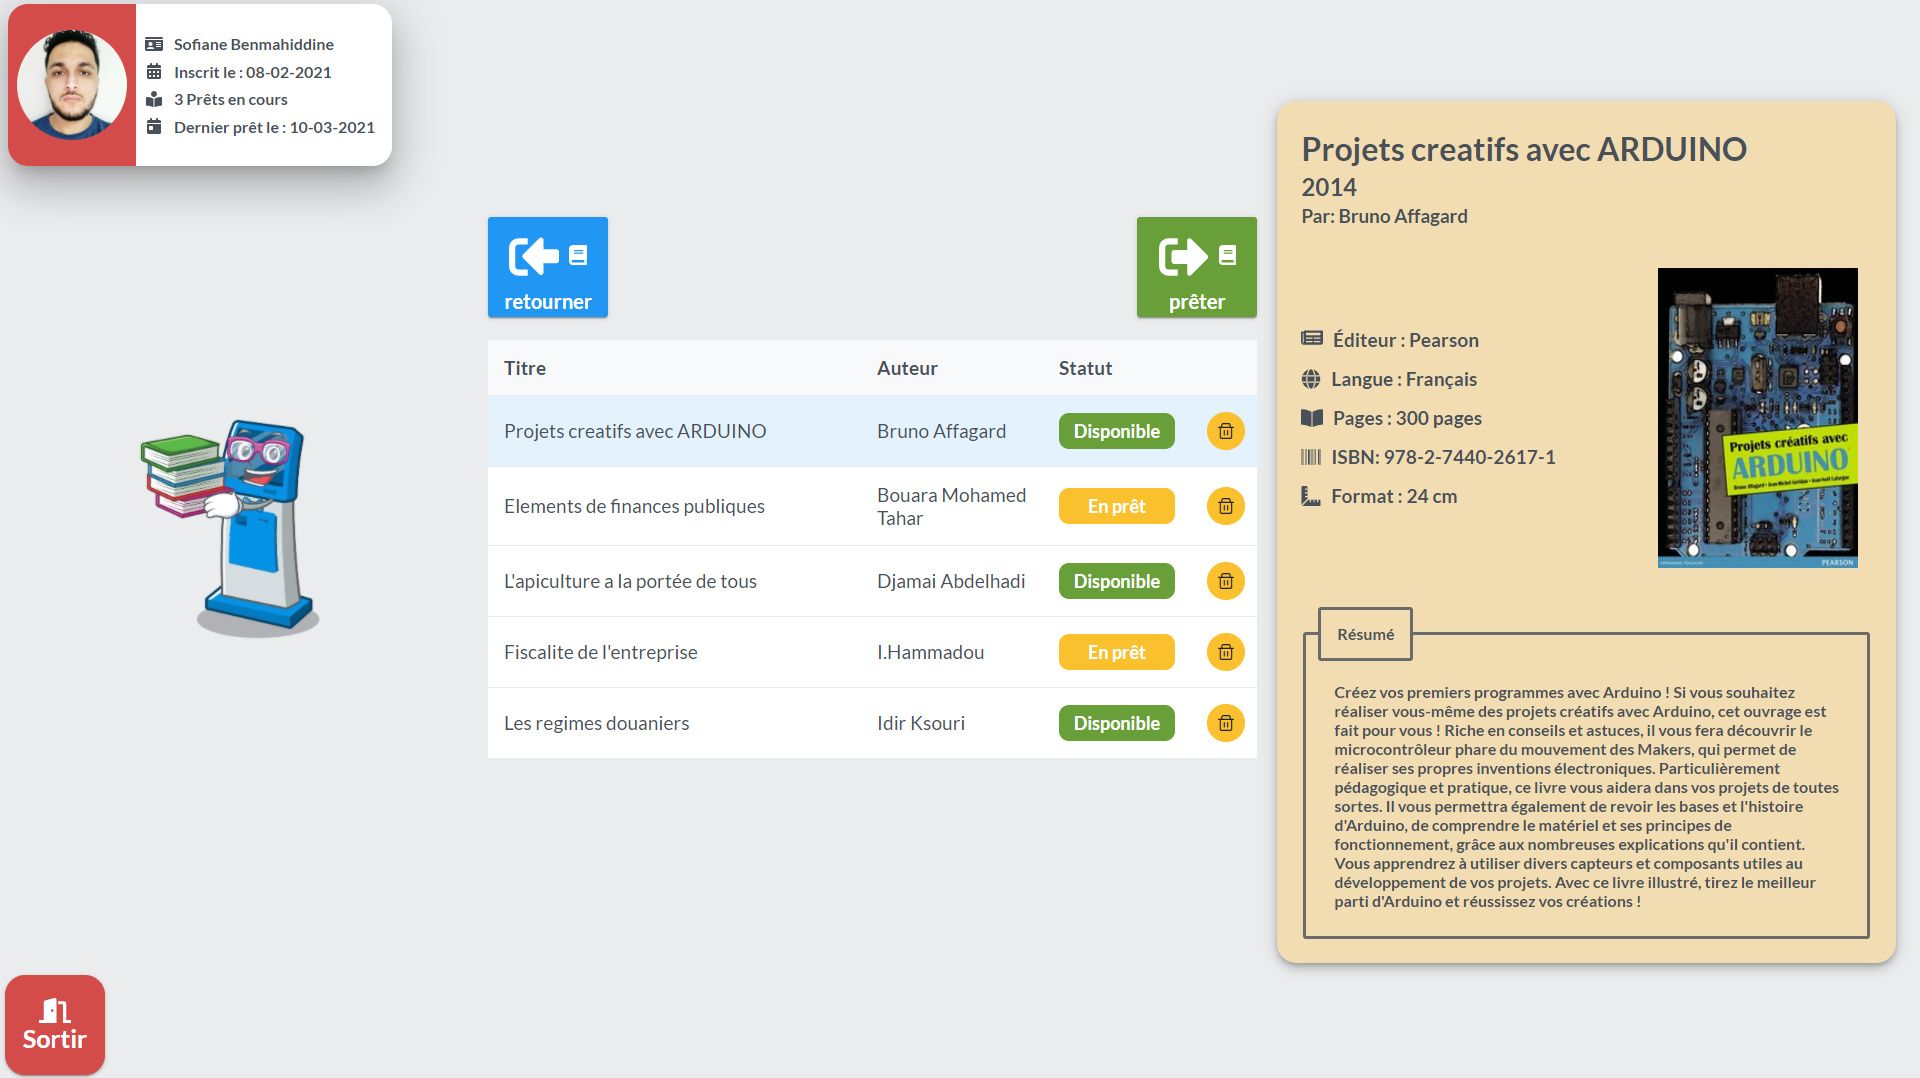 Sofiane Benmahiddine
Inscrit le : 08-02-2021
3 Prêts en cours
Dernier prêt le : 10-03-2021
retourner
prêter
Titre Auteur Statut
Projets creatifs avec ARDUINO Bruno Affagard Disponible
Elements de finances publiques Bouara Mohamed Tahar En prêt
L'apiculture a la portée de tous Djamai Abdelhadi Disponible
Fiscalite de l'entreprise I.Hammadou En prêt
Les regimes douaniers Idir Ksouri Disponible
Sortir
Projets creatifs avec ARDUINO
2014
Par: Bruno Affagard
Éditeur : Pearson
Langue : Français
Pages : 300 pages
ISBN: 978-2-7440-2617-1
Format : 24 cm
Projets créatifs avec
ARDUINO
PEARSON
Résumé
Créez vos premiers programmes avec Arduino ! Si vous souhaitez
réaliser vous-même des projets créatifs avec Arduino, cet ouvrage est
fait pour vous ! Riche en conseils et astuces, il vous fera découvrir le
microcontrôleur phare du mouvement des Makers, qui permet de
réaliser ses propres inventions électroniques. Particulièrement
pédagogique et pratique, ce livre vous aidera dans vos projets de toutes
sortes. Il vous permettra également de revoir les bases et l'histoire
d'Arduino, de comprendre le matériel et ses principes de
fonctionnement, grâce aux nombreuses explications qu'il contient.
Vous apprendrez à utiliser divers capteurs et composants utiles au
développement de vos projets. Avec ce livre illustré, tirez le meilleur
parti d'Arduino et réussissez vos créations !